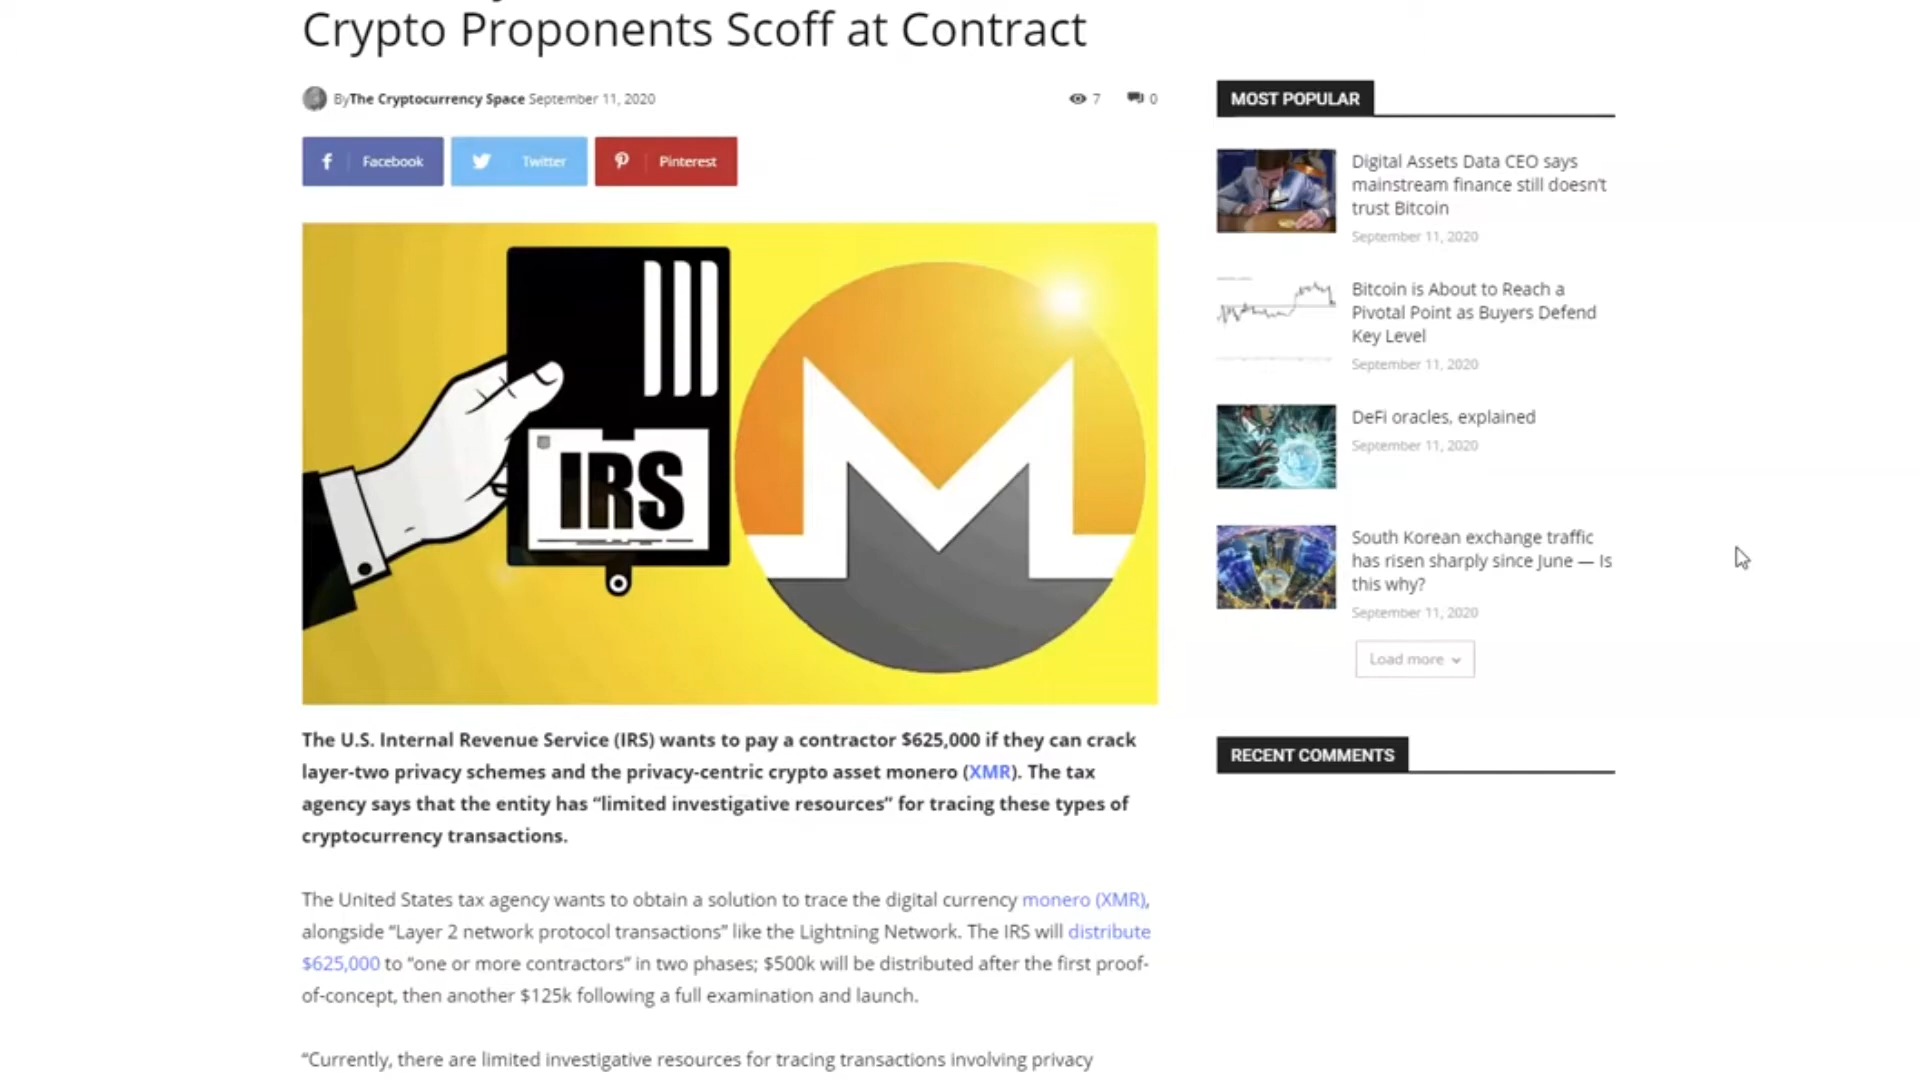 Crypto Proponents Scoff at Contract
ByThe Cryptocurrency Space September 11, 2020
7
0
Facebook
Twitter
Pinterest
IRS
The U.S. Internal Revenue Service (IRS) wants to pay a contractor $625,000 if they can crack
layer-two privacy schemes and the privacy-centric crypto asset monero (XMR). The tax
agency says that the entity has “limited investigative resources” for tracing these types of
cryptocurrency transactions.
The United States tax agency wants to obtain a solution to trace the digital currency monero (XMR),
alongside “Layer 2 network protocol transactions” like the Lightning Network. The IRS will distribute
$625,000 to “one or more contractors” in two phases; $500k will be distributed after the first proof-
of-concept, then another $125k following a full examination and launch.
“Currently, there are limited investigative resources for tracing transactions involving privacy
MOST POPULAR
Digital Assets Data CEO says
mainstream finance still doesn’t
trust Bitcoin
September 11, 2020
Bitcoin is About to Reach a
Pivotal Point as Buyers Defend
Key Level
September 11, 2020
DeFi oracles, explained
September 11, 2020
South Korean exchange traffic
has risen sharply since June — Is
this why?
September 11, 2020
Load more
RECENT COMMENTS